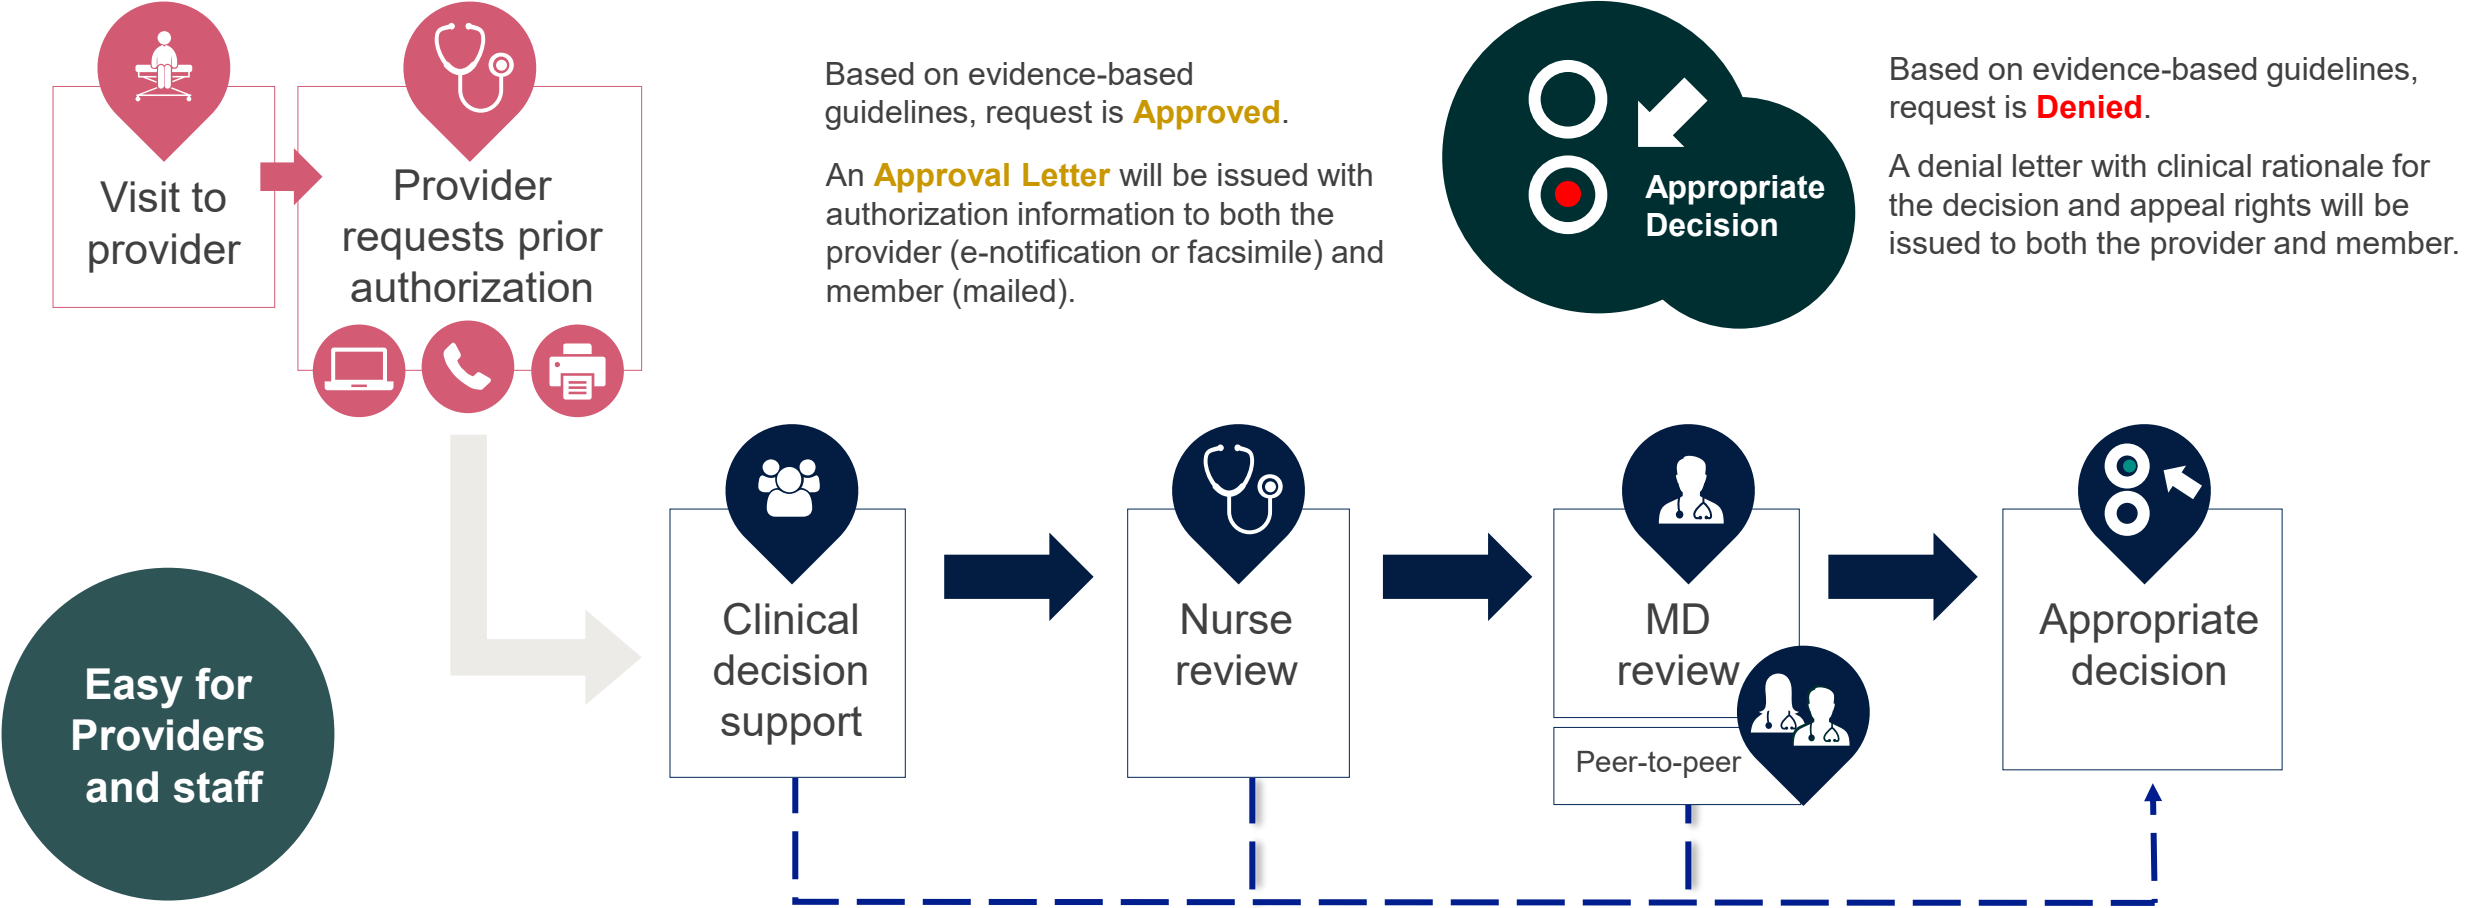 Visit to
provider
Provider
requests prior
authorization
Based on evidence-based
guidelines, request is Approved.
An Approval Letter will be issued with
authorization information to both the
provider (e-notification or facsimile) and
member (mailed).
Appropriate
Decision
Based on evidence-based guidelines,
request is Denied.
A denial letter with clinical rationale for
the decision and appeal rights will be
issued to both the provider and member.
Easy for
Providers
and staff
Clinical
decision
support
Nurse
review
MD
review
Peer-to-peer
Appropriate
decision